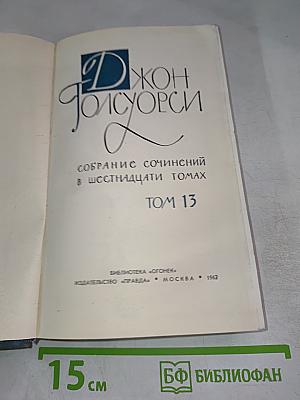 Джон
Голсуорси
СОБРАНИЕ СОЧИНЕНИЙ
В ШЕСТНАДЦАТИ ТОМАХ
ТОМ 13
БИБЛИОТЕКА «ОГОНЕК»
ИЗДАТЕЛЬСТВО «ПРАВДА» • МОСКВА • 1962
15 см
БФ БИБЛИОФАН